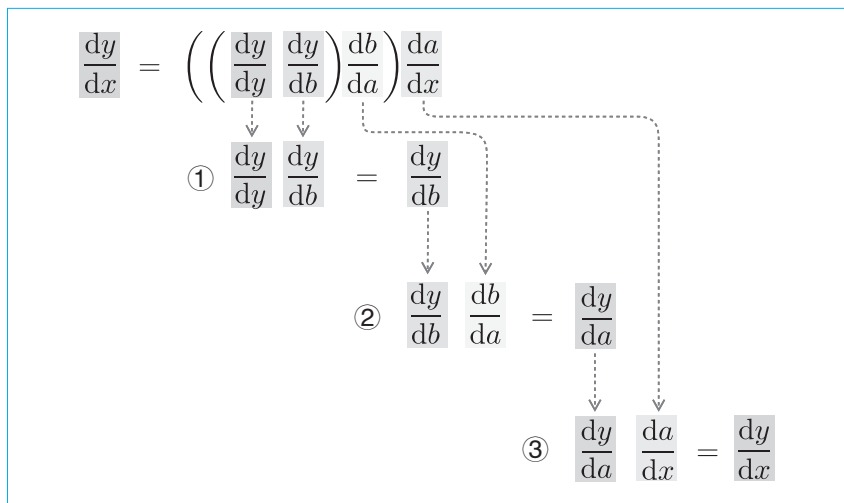 dy/dx = ((dy/dy dy/db) db/da) da/dx
① dy/dy dy/db = dy/db
② dy/db db/da = dy/da
③ dy/da da/dx = dy/dx